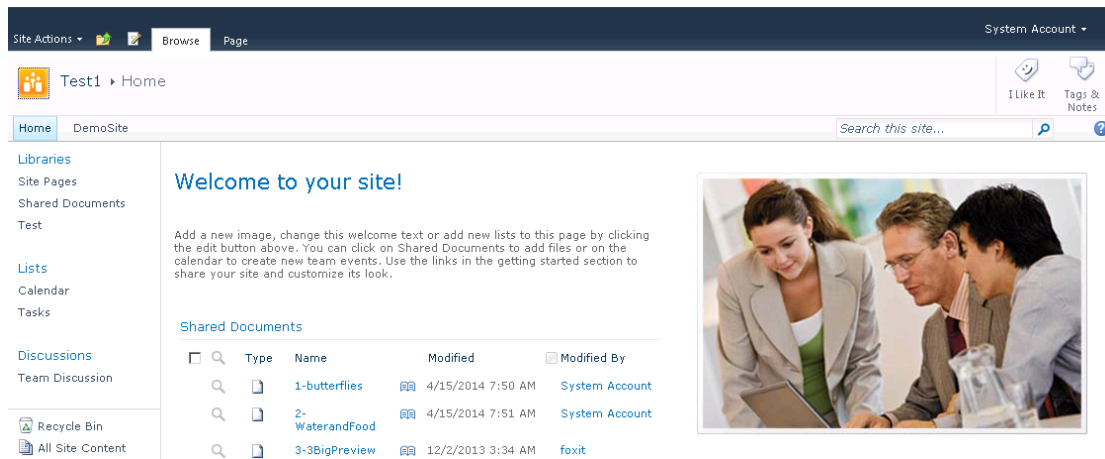 System Account
Site Actions Browse Page
Test1 Home
I Like It Tags &
Notes
Home DemoSite Search this site...
Libraries
Site Pages
Shared Documents
Test
Lists
Calendar
Tasks
Discussions
Team Discussion
Recycle Bin
All Site Content
Welcome to your site!
Add a new image, change this welcome text or add new lists to this page by clicking
the edit button above. You can click on Shared Documents to add files or on the
calendar to create new team events. Use the links in the getting started section to
share your site and customize its look.
Shared Documents
Type Name Modified Modified By
1-butterflies 4/15/2014 7:50 AM System Account
2-
WaterandFood 4/15/2014 7:51 AM System Account
3-3BigPreview 12/2/2013 3:34 AM foxit